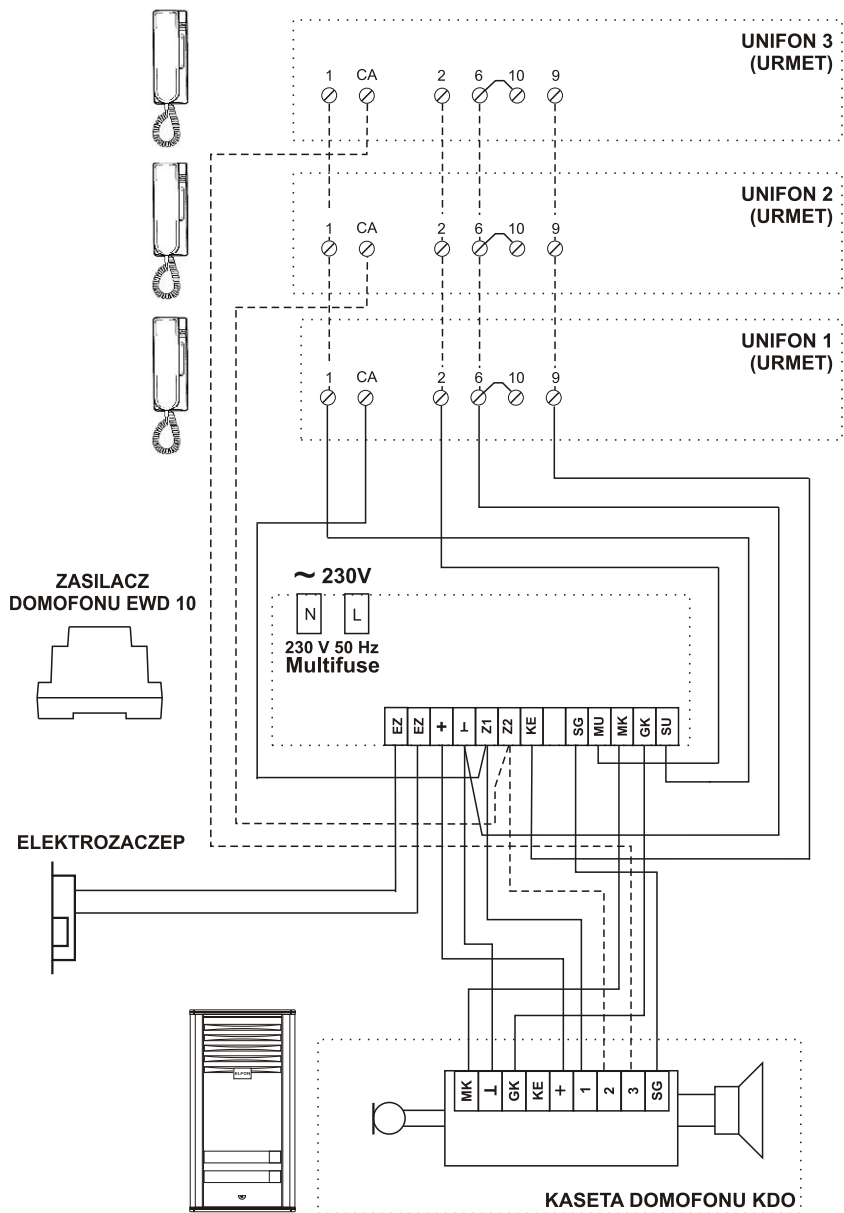 UNIFON 3
(URMET)
1 CA 2 6 10 9
UNIFON 2
(URMET)
1 CA 2 6 10 9
UNIFON 1
(URMET)
1 CA 2 6 10 9
ZASILACZ
DOMOFONU EWD 10
~ 230V
N L
230 V 50 Hz
Multifuse
EZ EZ + ⊥ Z1 Z2 KE SG MU MK GK SU
ELEKTROZACZEP
ELFON
MK ⊥ GK KE + 1 2 3 SG
KASETA DOMOFONU KDO